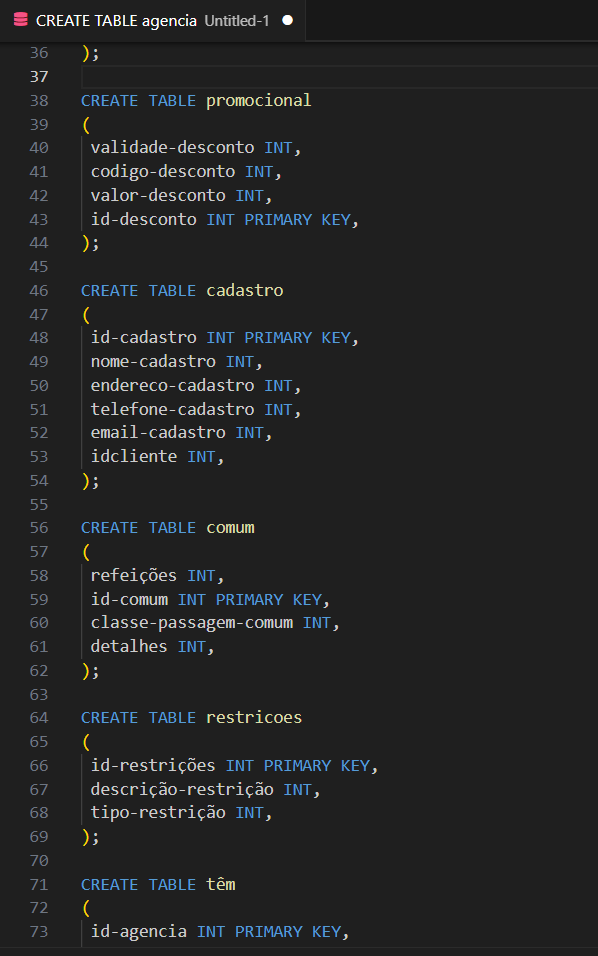 CREATE TABLE agencia Untitled-1 ●
36 );
37
38 CREATE TABLE promocional
39 (
40 validade-desconto INT,
41 codigo-desconto INT,
42 valor-desconto INT,
43 id-desconto INT PRIMARY KEY,
44 );
45
46 CREATE TABLE cadastro
47 (
48 id-cadastro INT PRIMARY KEY,
49 nome-cadastro INT,
50 endereco-cadastro INT,
51 telefone-cadastro INT,
52 email-cadastro INT,
53 idcliente INT,
54 );
55
56 CREATE TABLE comum
57 (
58 refeições INT,
59 id-comum INT PRIMARY KEY,
60 classe-passagem-comum INT,
61 detalhes INT,
62 );
63
64 CREATE TABLE restricoes
65 (
66 id-restrições INT PRIMARY KEY,
67 descrição-restrição INT,
68 tipo-restrição INT,
69 );
70
71 CREATE TABLE têm
72 (
73 id-agencia INT PRIMARY KEY,